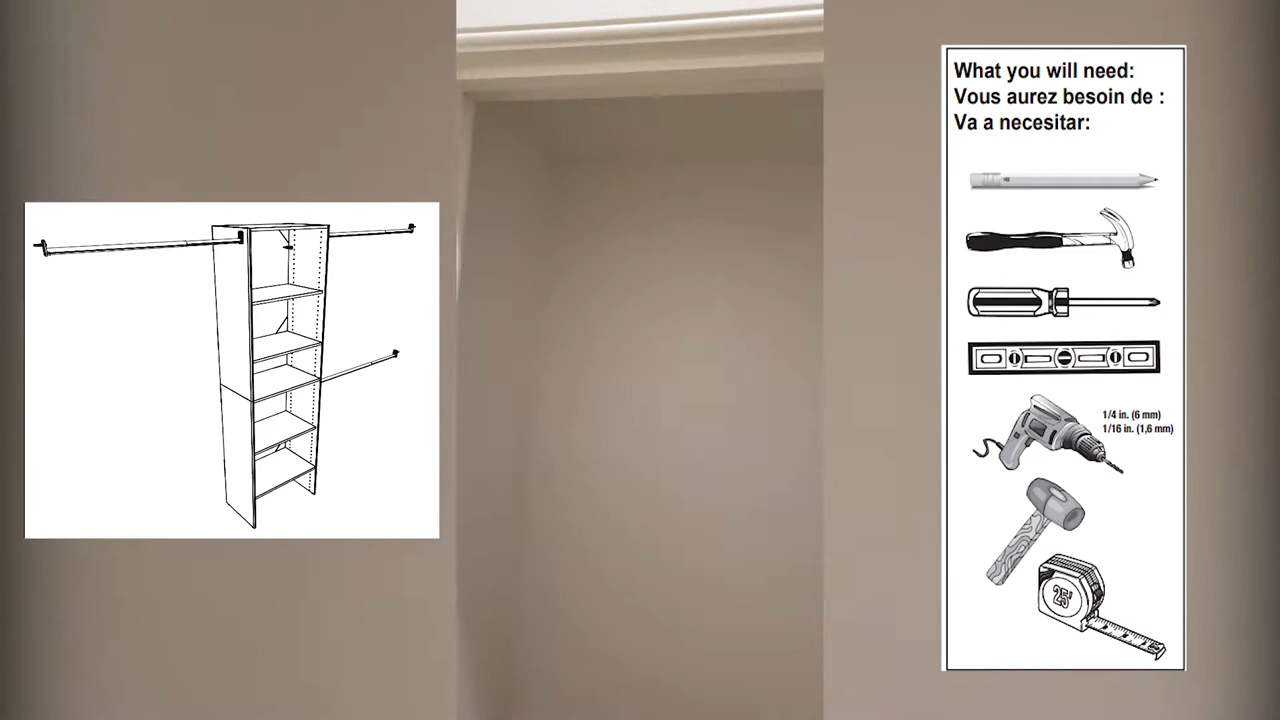 What you will need:
Vous aurez besoin de :
Va a necesitar:
1/4 in. (6 mm)
1/16 in. (1,6 mm)
25'